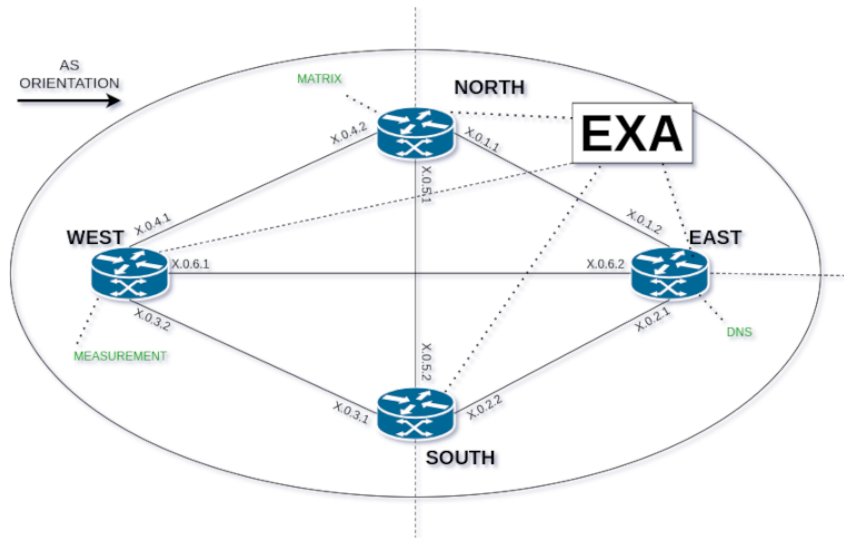 AS
ORIENTATION
MATRIX
NORTH
EXA
X.0.4.2
X.0.1.1
X.0.5.1
X.0.4.1
X.0.1.2
WEST
EAST
X.0.6.1
X.0.6.2
X.0.3.2
X.0.2.1
DNS
MEASUREMENT
X.0.5.2
X.0.3.1
X.0.2.2
SOUTH